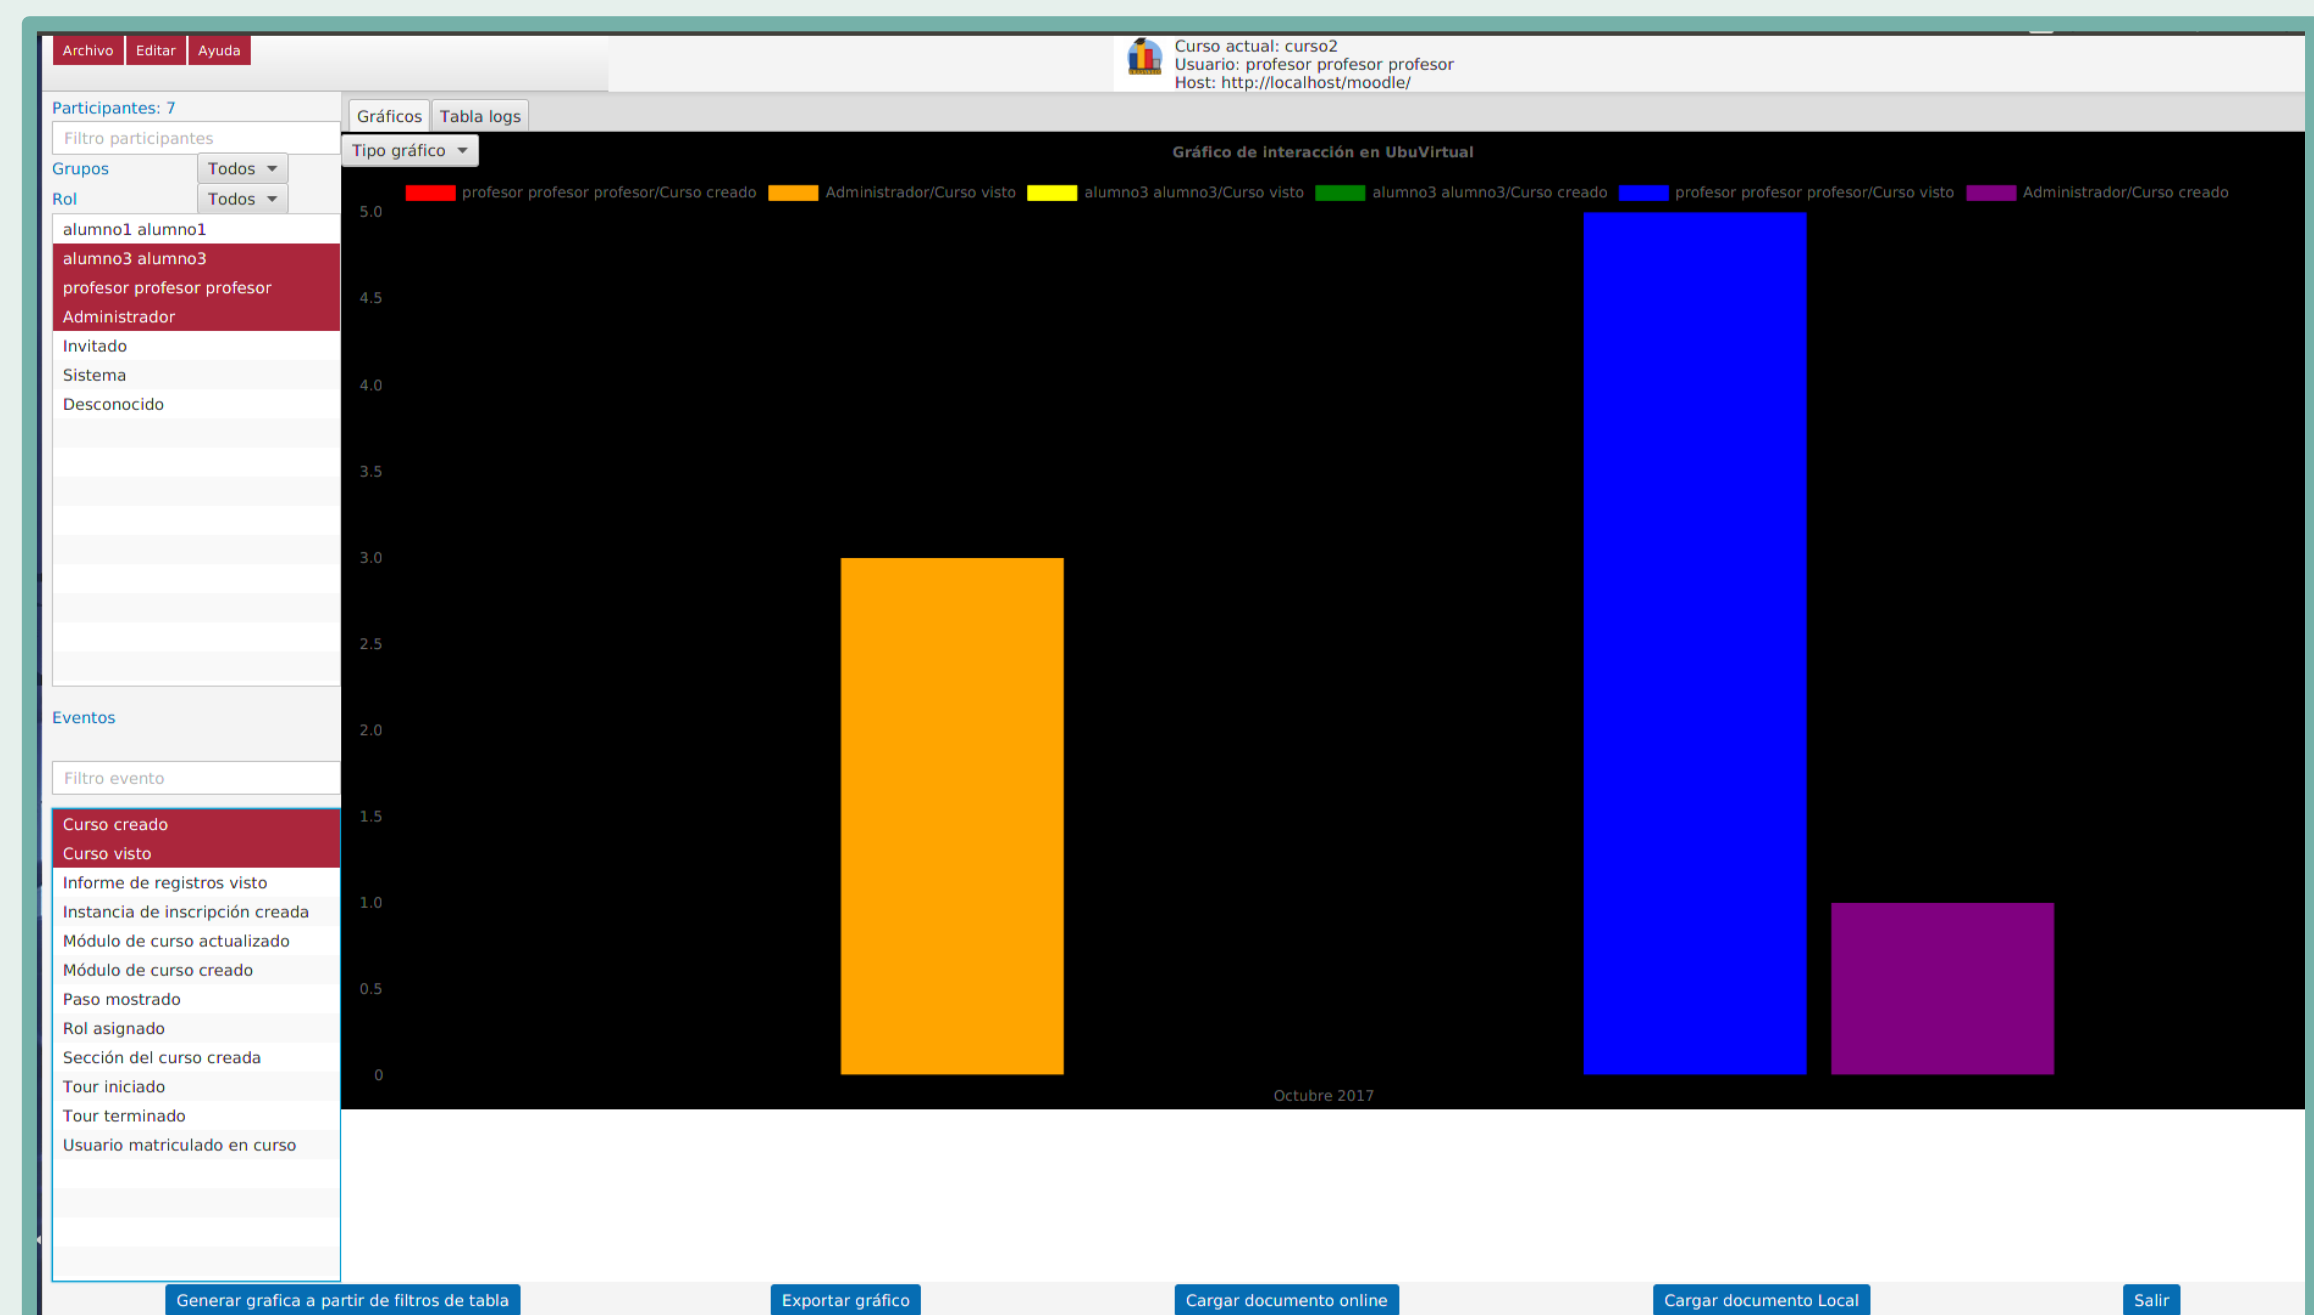 Archivo Editar Ayuda
Curso actual: curso2
Usuario: profesor profesor profesor
Host: http://localhost/moodle/
Participantes: 7
Filtro participantes
Grupos Todos
Rol Todos
alumno1 alumno1
alumno3 alumno3
profesor profesor profesor
Administrador
Invitado
Sistema
Desconocido
Eventos
Filtro evento
Curso creado
Curso visto
Informe de registros visto
Instancia de inscripción creada
Módulo de curso actualizado
Módulo de curso creado
Paso mostrado
Rol asignado
Sección del curso creada
Tour iniciado
Tour terminado
Usuario matriculado en curso
Gráficos Tabla logs
Tipo gráfico
Gráfico de interacción en UbuVirtual
profesor profesor profesor/Curso creado Administrador/Curso visto alumno3 alumno3/Curso visto alumno3 alumno3/Curso creado profesor profesor profesor/Curso visto Administrador/Curso creado
5.0
4.5
4.0
3.5
3.0
2.5
2.0
1.5
1.0
0.5
0
Octubre 2017
Generar grafica a partir de filtros de tabla Exportar gráfico Cargar documento online Cargar documento Local Salir